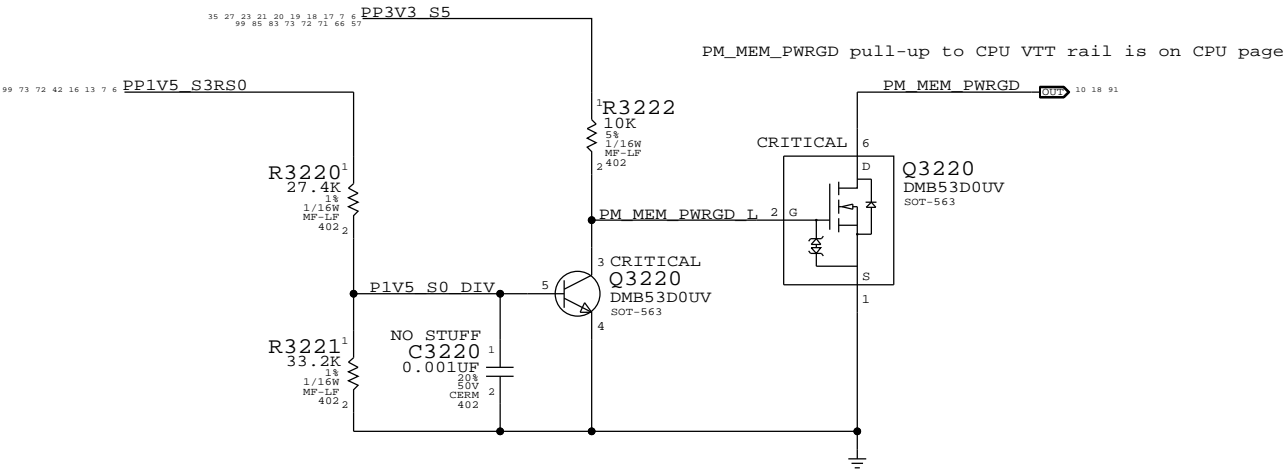 35 27 23 21 20 19 18 17 7 6
99 85 83 73 72 71 66 57
PP3V3_S5
PM_MEM_PWRGD pull-up to CPU VTT rail is on CPU page
99 73 72 42 16 13 7 6
PP1V5_S3RS0
PM_MEM_PWRGD
OUT
10 18 91
1
R3222
10K
5%
1/16W
MF-LF
402
2
CRITICAL
6
D
Q3220
DMB53D0UV
SOT-563
R3220
1
27.4K
1%
1/16W
MF-LF
402
2
PM_MEM_PWRGD_L
2
G
S
1
3
CRITICAL
Q3220
DMB53D0UV
SOT-563
P1V5_S0_DIV
5
4
R3221
1
33.2K
1%
1/16W
MF-LF
402
2
NO STUFF
C3220
1
0.001UF
20%
50V
CERM
402
2